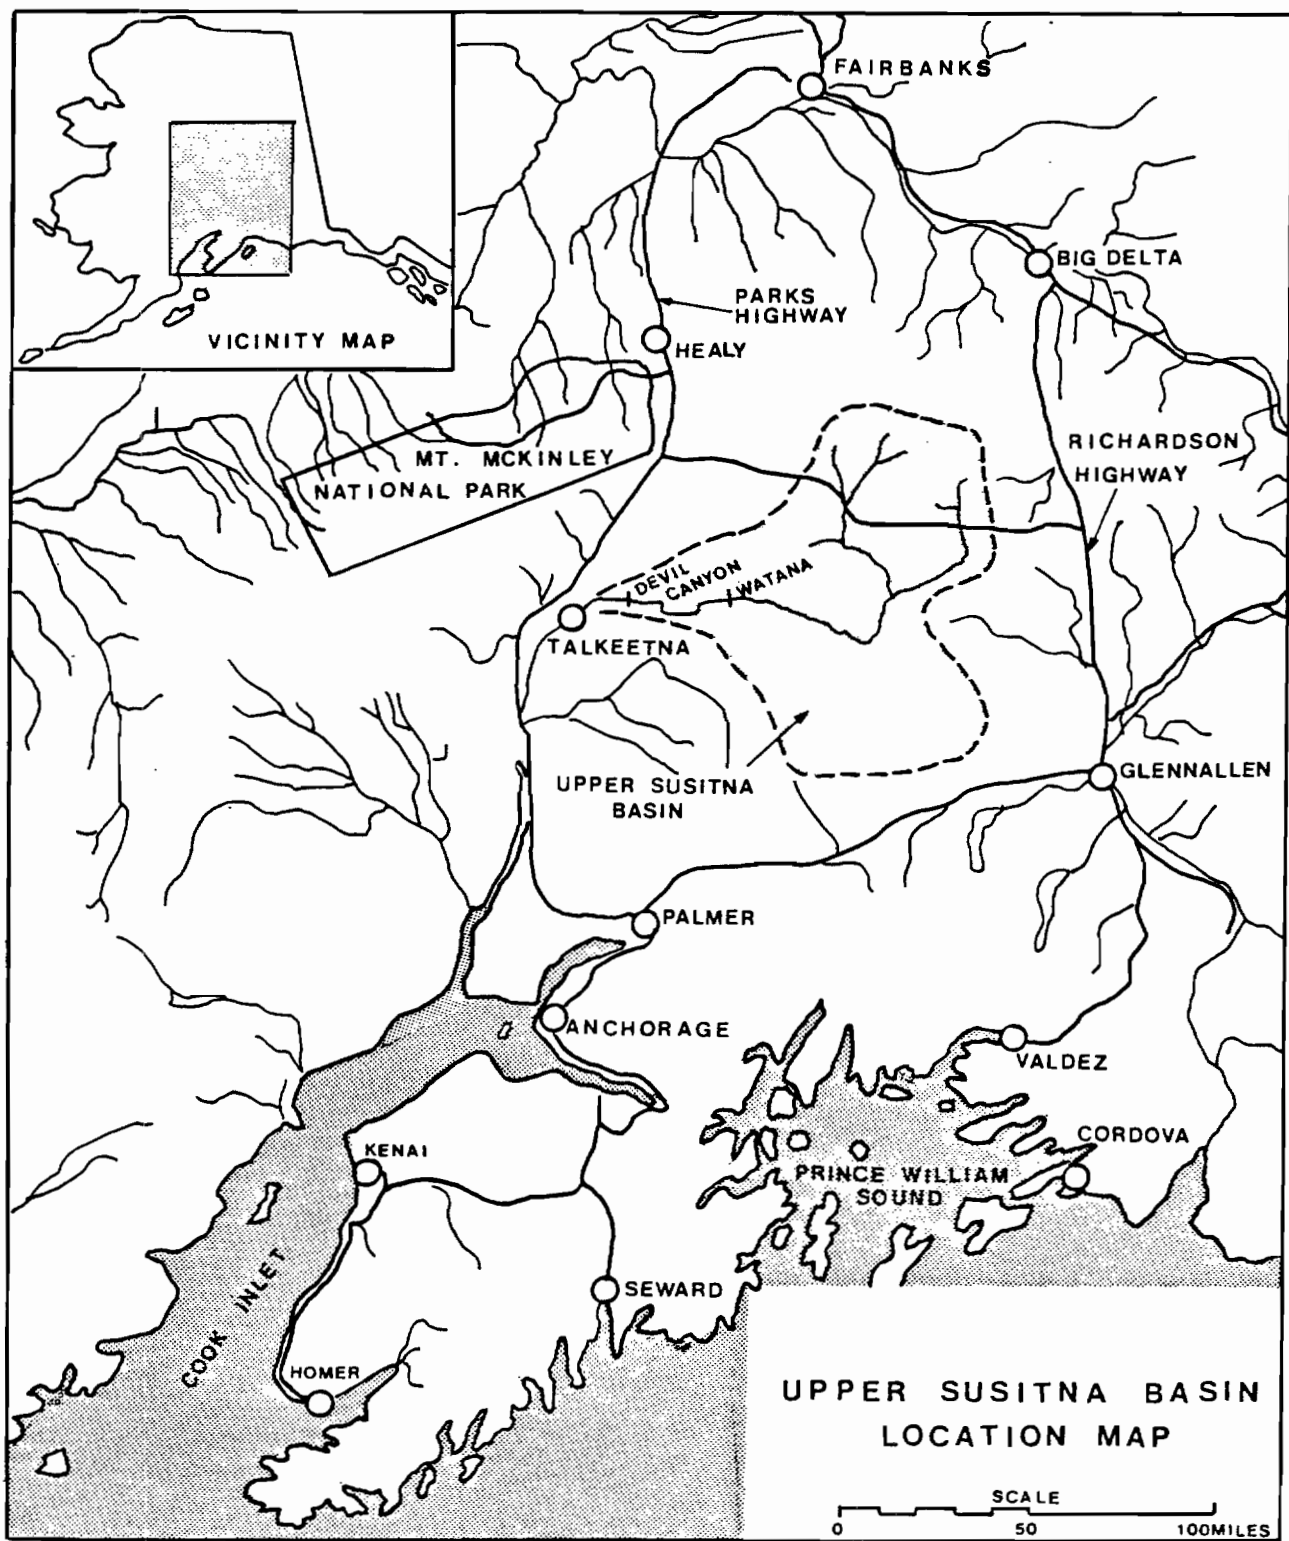 FAIRBANKS
BIG DELTA
PARKS
HIGHWAY
VICINITY MAP
HEALY
RICHARDSON
HIGHWAY
MT. MCKINLEY
NATIONAL PARK
DEVIL
CANYON
WATANA
TALKEETNA
UPPER SUSITNA
BASIN
GLENNALLEN
PALMER
ANCHORAGE
VALDEZ
CORDOVA
KENAI
PRINCE WILLIAM
SOUND
COOK INLET
SEWARD
HOMER
UPPER SUSITNA BASIN
LOCATION MAP
SCALE
0 50 100MILES